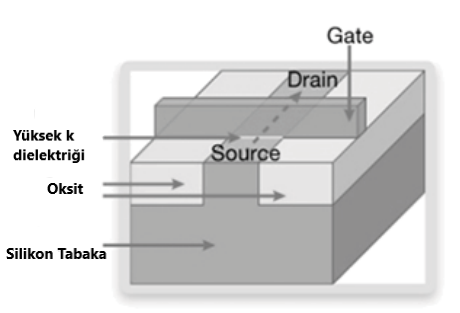 Gate
Drain
Yüksek k
dielektriği
Source
Oksit
Silikon Tabaka